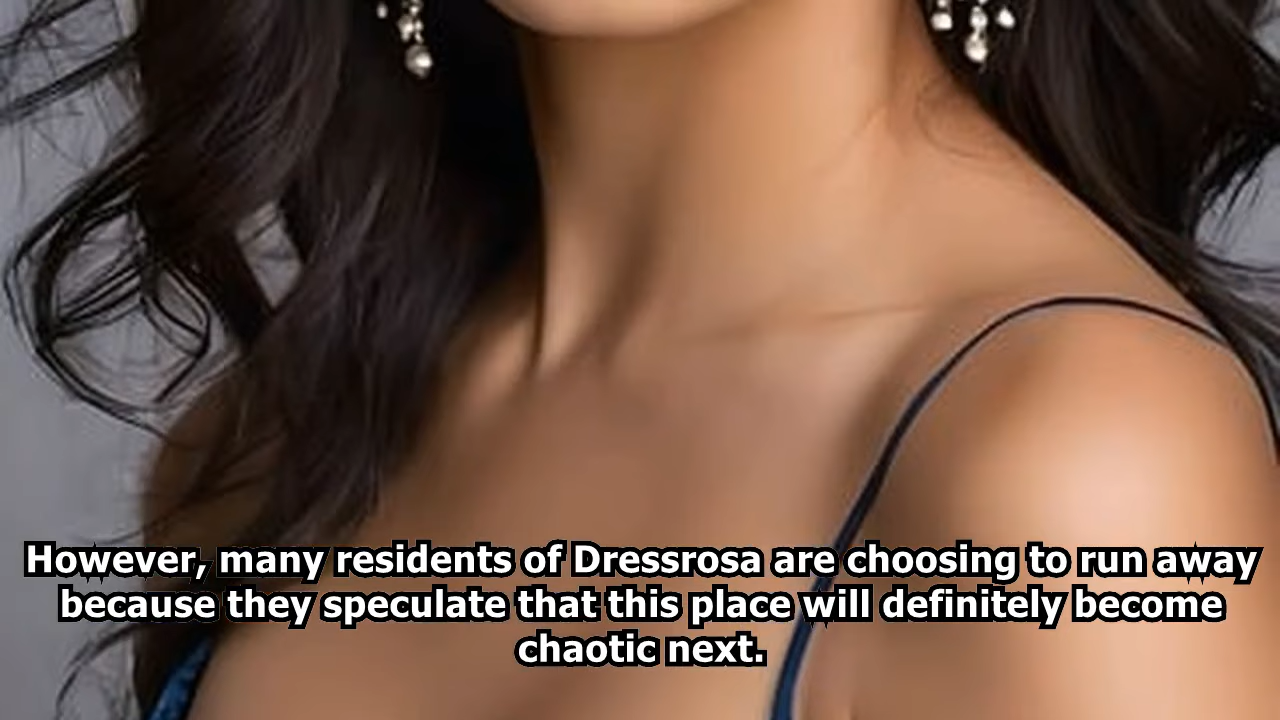 However, many residents of Dressrosa are choosing to run away
because they speculate that this place will definitely become
chaotic next.